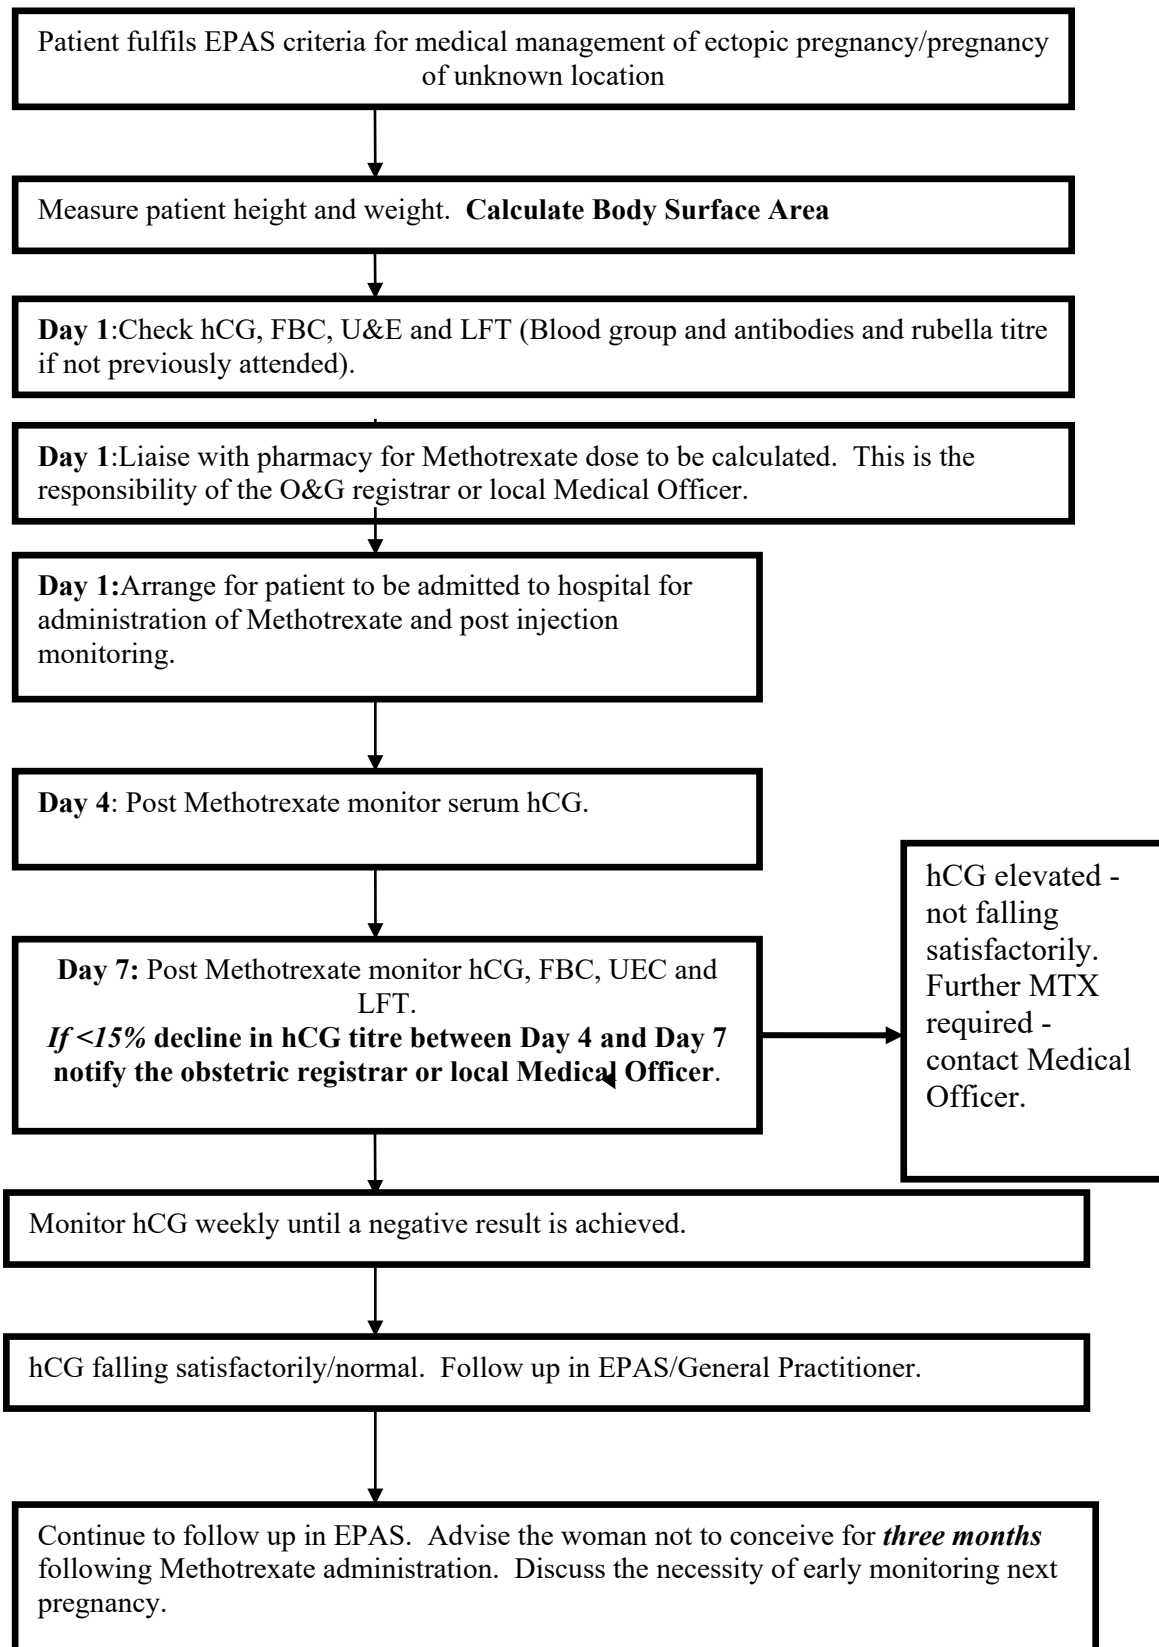 Patient fulfils EPAS criteria for medical management of ectopic pregnancy/pregnancy
of unknown location
Measure patient height and weight.  Calculate Body Surface Area
Day 1:Check hCG, FBC, U&E and LFT (Blood group and antibodies and rubella titre
if not previously attended).
Day 1:Liaise with pharmacy for Methotrexate dose to be calculated.  This is the
responsibility of the O&G registrar or local Medical Officer.
Day 1:Arrange for patient to be admitted to hospital for
administration of Methotrexate and post injection
monitoring.
Day 4: Post Methotrexate monitor serum hCG.
Day 7: Post Methotrexate monitor hCG, FBC, UEC and
LFT.
If <15% decline in hCG titre between Day 4 and Day 7
notify the obstetric registrar or local Medical Officer.
hCG elevated -
not falling
satisfactorily.
Further MTX
required -
contact Medical
Officer.
Monitor hCG weekly until a negative result is achieved.
hCG falling satisfactorily/normal.  Follow up in EPAS/General Practitioner.
Continue to follow up in EPAS.  Advise the woman not to conceive for three months
following Methotrexate administration.  Discuss the necessity of early monitoring next
pregnancy.